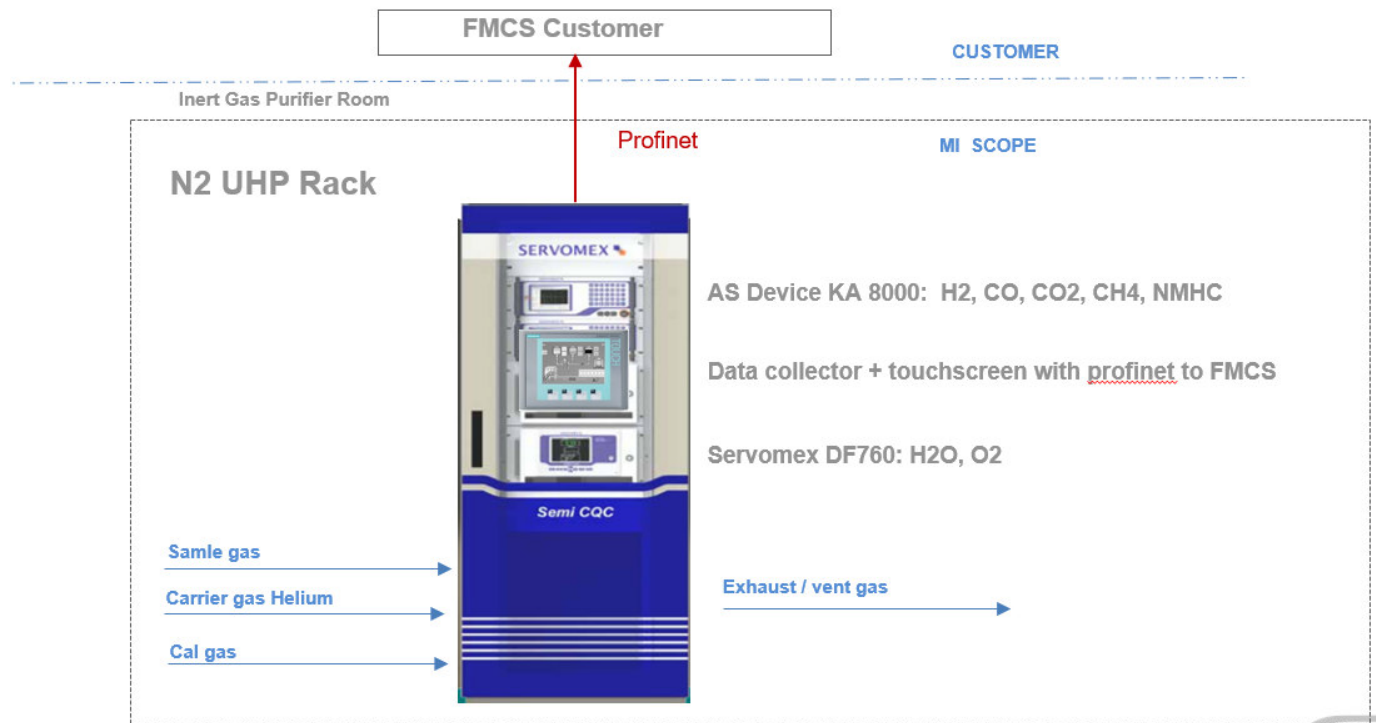 FMCS Customer
CUSTOMER
Inert Gas Purifier Room
Profinet
MI SCOPE
N2 UHP Rack
SERVOMEX
AS Device KA 8000: H2, CO, CO2, CH4, NMHC
Data collector + touchscreen with profinet to FMCS
Servomex DF760: H2O, O2
Semi CQC
Samle gas
Carrier gas Helium
Cal gas
Exhaust / vent gas